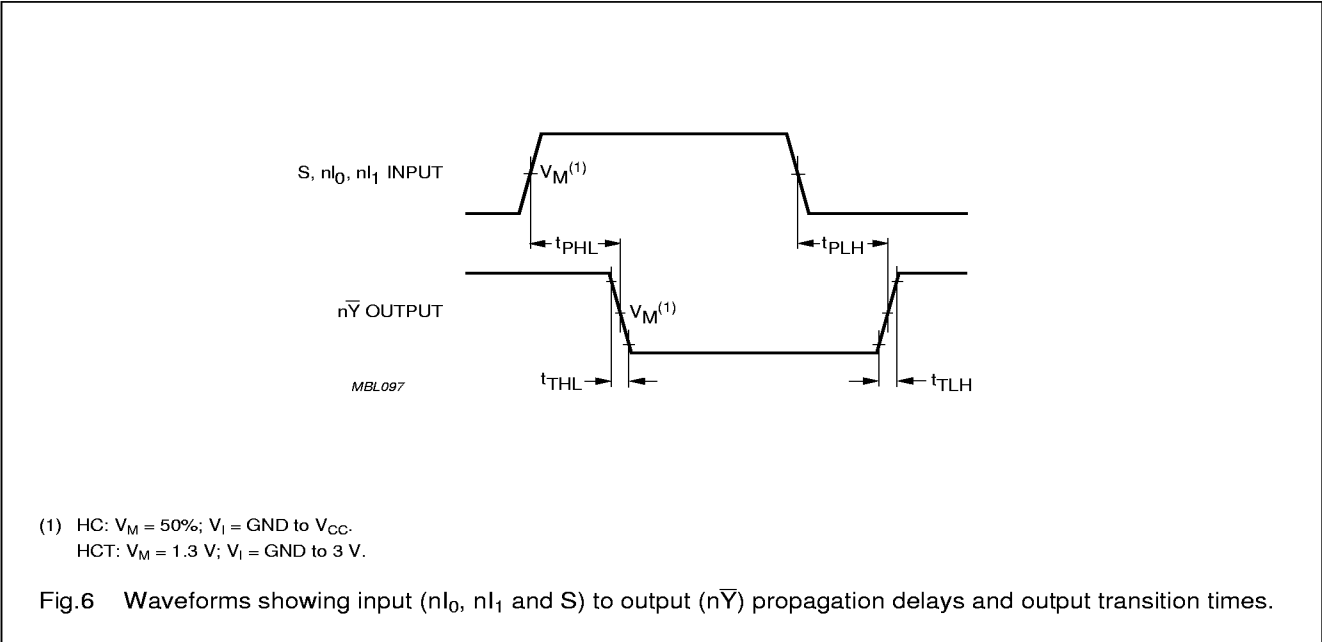 S, nI0, nI1 INPUT
VM(1)
tPHL
tPLH
nY̅ OUTPUT
VM(1)
tTHL
tTLH
MBL097
(1) HC: VM = 50%; VI = GND to VCC.
HCT: VM = 1.3 V; VI = GND to 3 V.
Fig.6 Waveforms showing input (nI0, nI1 and S) to output (nY̅) propagation delays and output transition times.